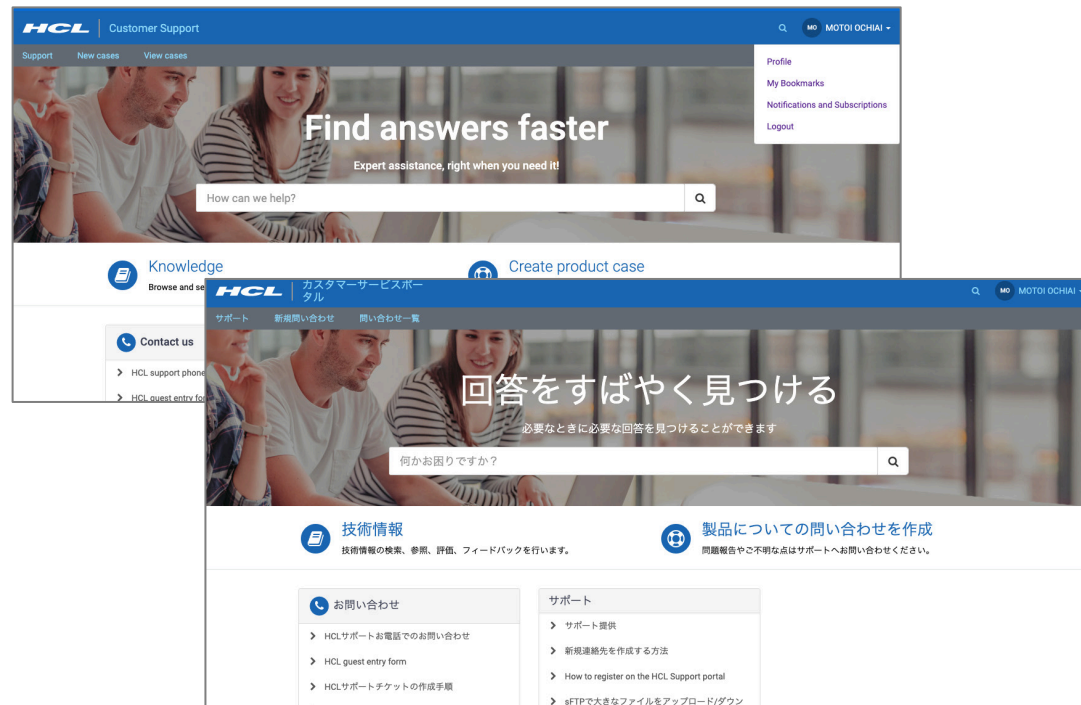 HCL
Customer Support
MO MOTOI OCHIAI
Support New cases View cases
Profile
My Bookmarks
Notifications and Subscriptions
Logout
Find answers faster
Expert assistance, right when you need it!
How can we help?
Knowledge
Browse and se
Create product case
Contact us
HCL support phone
HCL guest entry for
HCL
カスタマーサービスポー
タル
MO MOTOI OCHIAI
サポート 新規問い合わせ 問い合わせ一覧
回答をすばやく見つける
必要なときに必要な回答を見つけることができます
何かお困りですか？
技術情報
技術情報の検索、参照、評価、フィードバックを行います。
製品についての問い合わせを作成
問題報告やご不明な点はサポートへお問い合わせください。
お問い合わせ
HCLサポートお電話でのお問い合わせ
HCL guest entry form
HCLサポートチケットの作成手順
サポート
サポート提供
新規連絡先を作成する方法
How to register on the HCL Support portal
sFTPで大きなファイルをアップロード/ダウン